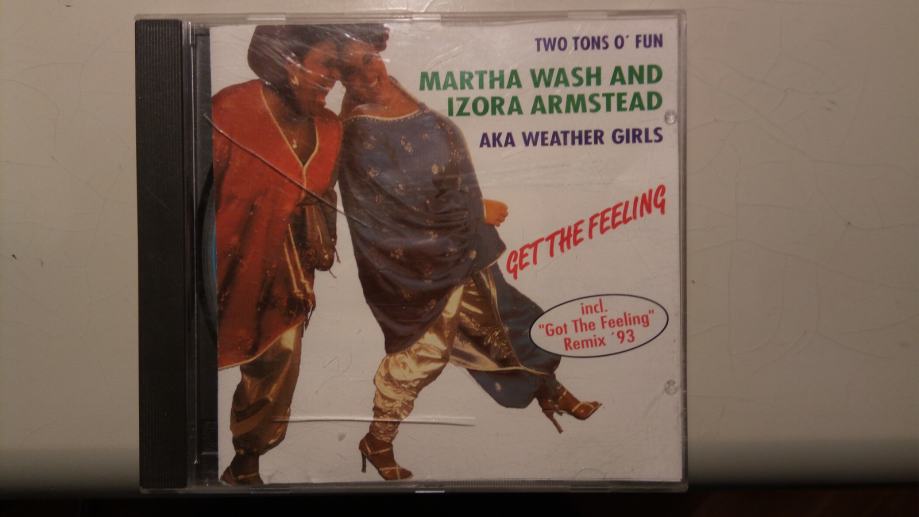 TWO TONS O' FUN
MARTHA WASH AND
IZORA ARMSTEAD
AKA WEATHER GIRLS
GET THE FEELING
incl.
"Got The Feeling"
Remix ´93